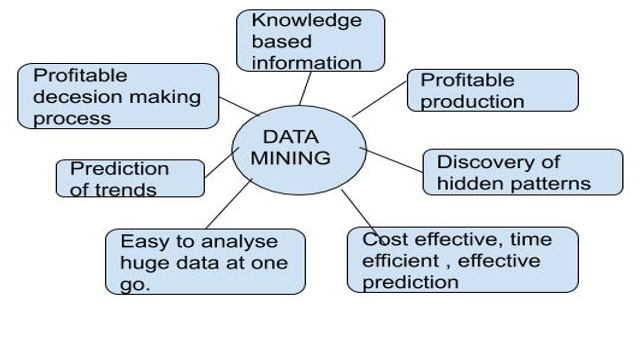 Knowledge
based
information
Profitable
decesion making
process
Profitable
production
DATA
MINING
Prediction
of trends
Discovery of
hidden patterns
Easy to analyse
huge data at one
go.
Cost effective, time
efficient , effective
prediction